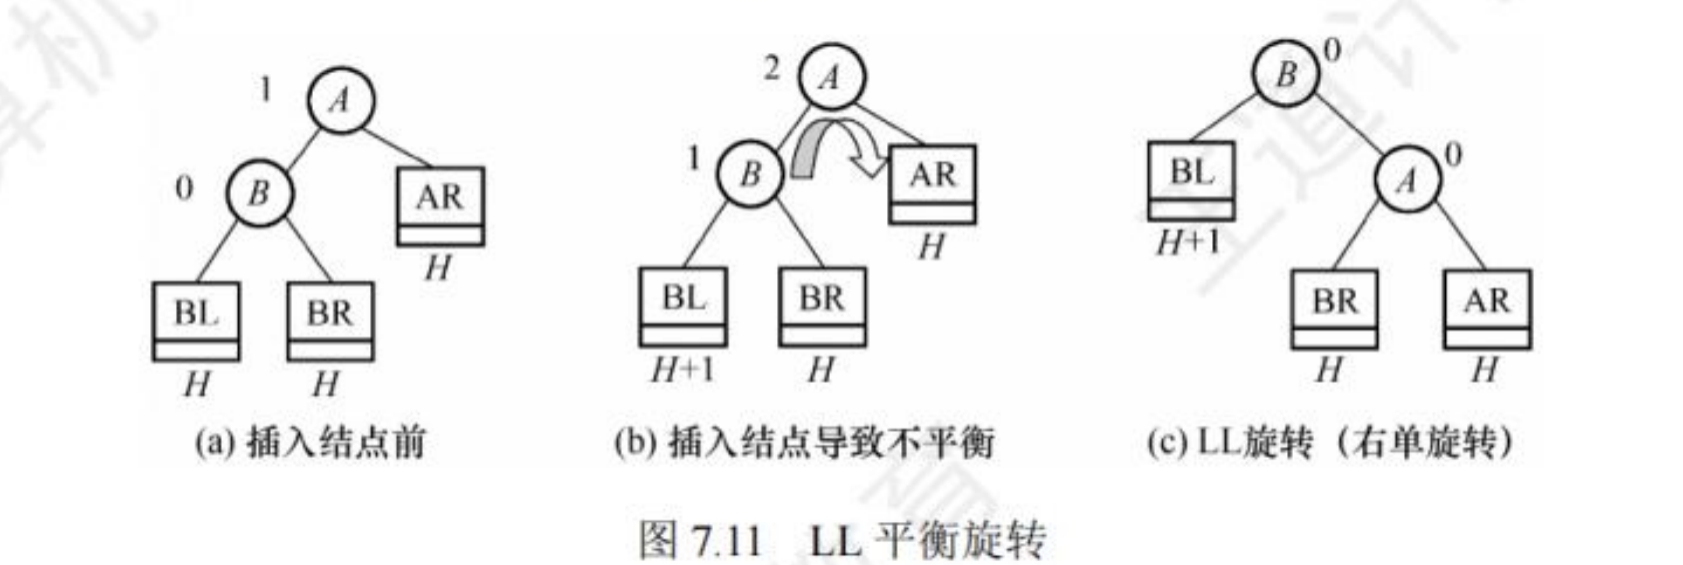 1 A
0 B
AR
H
BL BR
H H
2 A
1 B
AR
H
BL BR
H+1 H
B 0
BL
H+1
A 0
BR AR
H H
(a) 插入结点前
(b) 插入结点导致不平衡
(c) LL旋转（右单旋转）
图 7.11 LL 平衡旋转